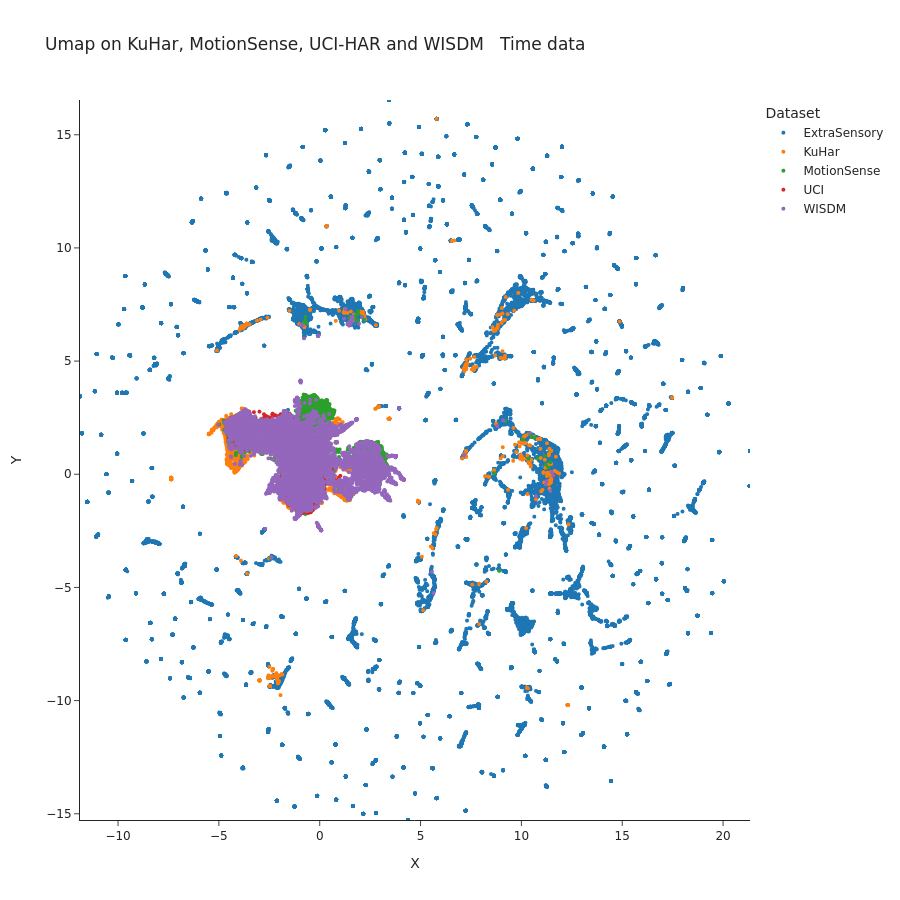 Umap on KuHar, MotionSense, UCI-HAR and WISDM   Time data
Dataset
ExtraSensory
KuHar
MotionSense
UCI
WISDM
15
10
5
0
−5
−10
−15
Y
−10
−5
0
5
10
15
20
X